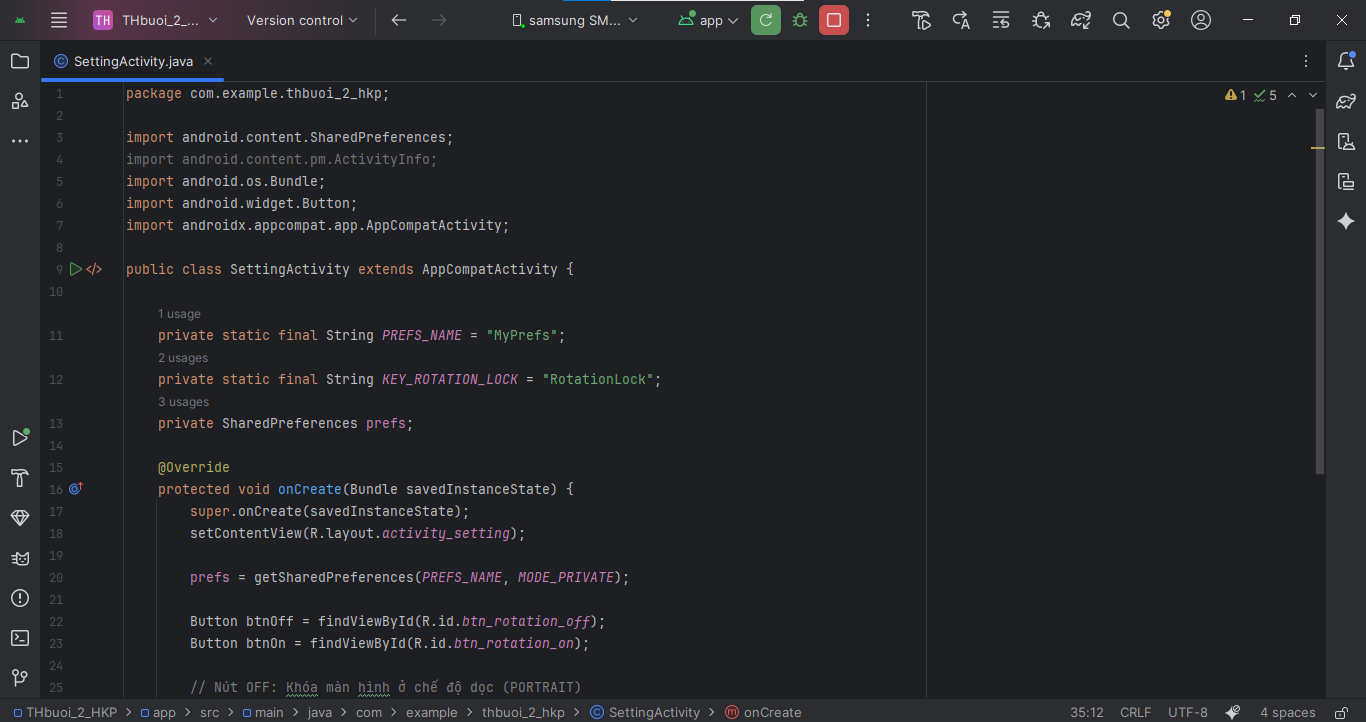 TH THbuoi_2_... Version control samsung SM... app
SettingActivity.java
1 package com.example.thbuoi_2_hkp; 1 5
2
3 import android.content.SharedPreferences;
4 import android.content.pm.ActivityInfo;
5 import android.os.Bundle;
6 import android.widget.Button;
7 import androidx.appcompat.app.AppCompatActivity;
8
9 public class SettingActivity extends AppCompatActivity {
10
1 usage
11 private static final String PREFS_NAME = "MyPrefs";
2 usages
12 private static final String KEY_ROTATION_LOCK = "RotationLock";
3 usages
13 private SharedPreferences prefs;
14
15 @Override
16 protected void onCreate(Bundle savedInstanceState) {
17 super.onCreate(savedInstanceState);
18 setContentView(R.layout.activity_setting);
19
20 prefs = getSharedPreferences(PREFS_NAME, MODE_PRIVATE);
21
22 Button btnOff = findViewById(R.id.btn_rotation_off);
23 Button btnOn = findViewById(R.id.btn_rotation_on);
24
25 // Nút OFF: Khóa màn hình ở chế độ dọc (PORTRAIT)
THbuoi_2_HKP > app > src > main > java > com > example > thbuoi_2_hkp > SettingActivity > onCreate 35:12 CRLF UTF-8 4 spaces